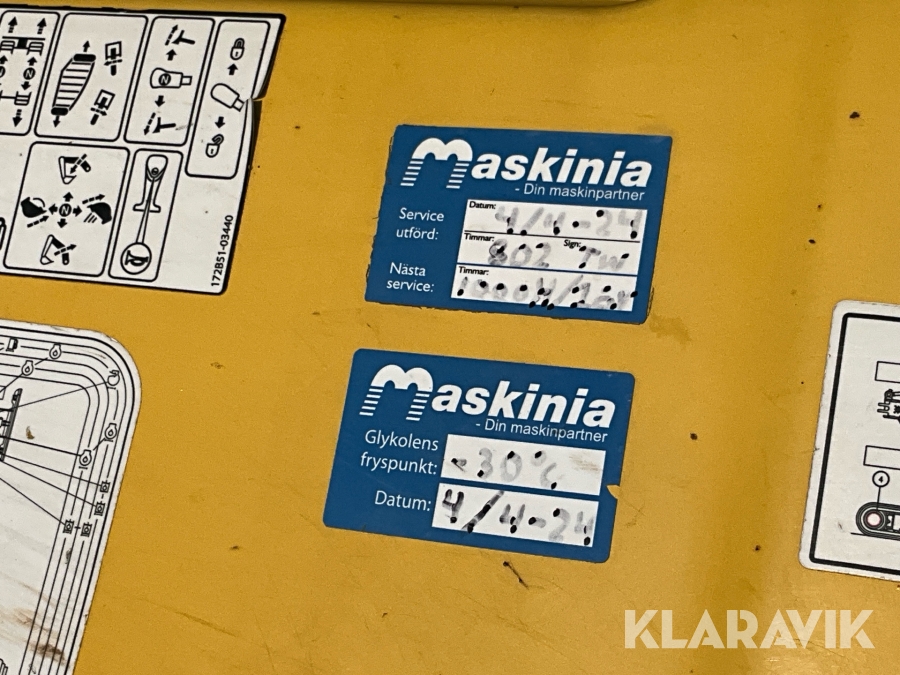 172B51-03440
Maskinia
- Din maskinpartner
Service utförd:
Datum:
4/4-24
Timmar:
802
Sign:
TW
Nästa service:
Timmar:
Maskinia
- Din maskinpartner
Glykolens fryspunkt:
-30°C
Datum:
4/4-24
4
KLARAVIK